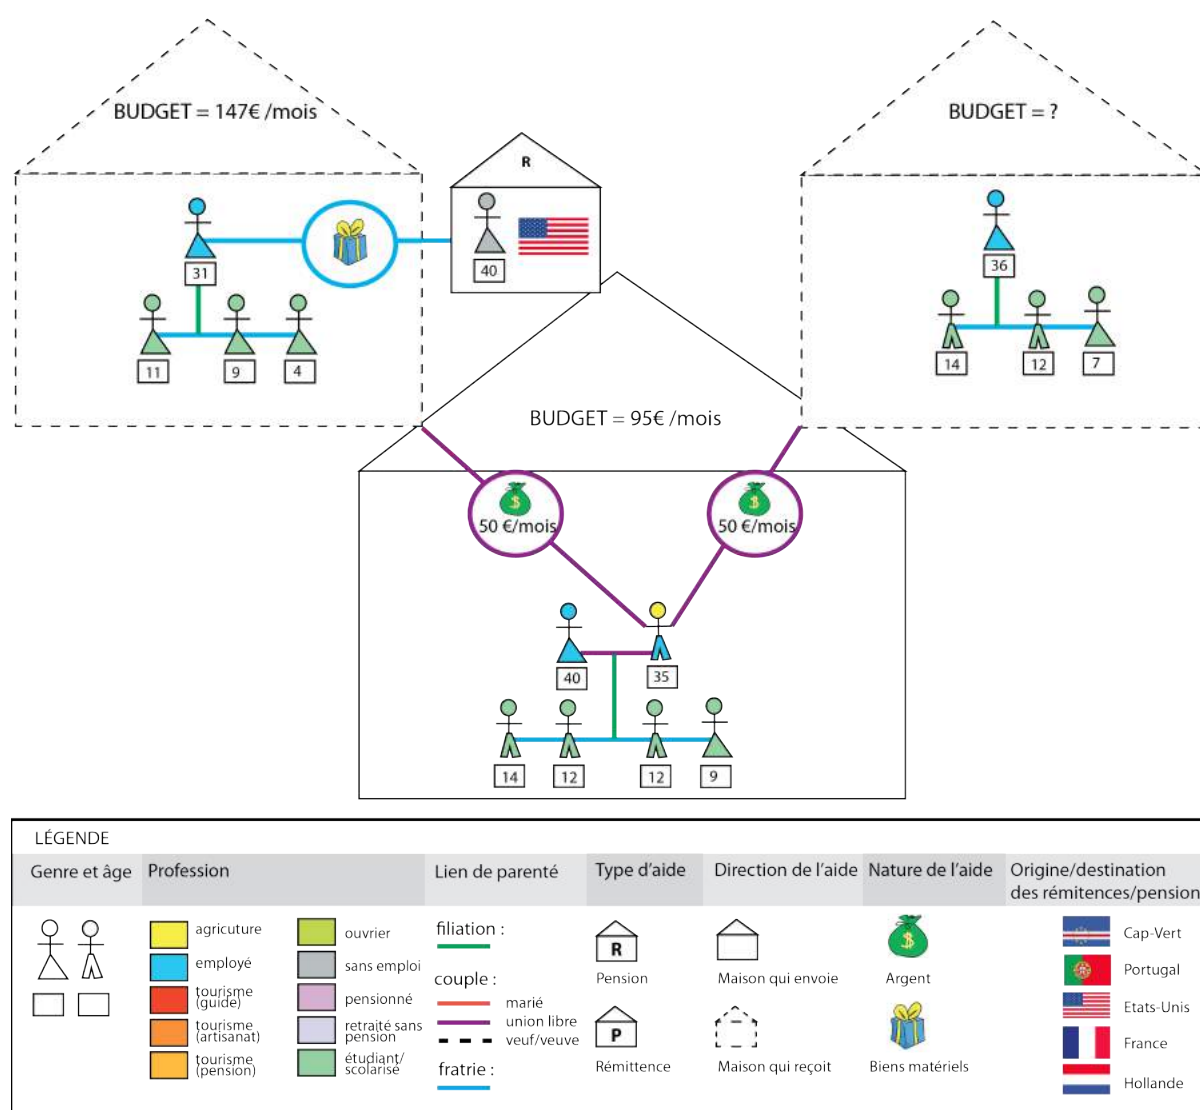 BUDGET = 147€ /mois
BUDGET = ?
R
40
31
36
11
9
4
14
12
7
BUDGET = 95€ /mois
50 €/mois
50 €/mois
40
35
14
12
12
9
LÉGENDE
Genre et âge
Profession
Lien de parenté
Type d'aide
Direction de l'aide
Nature de l'aide
Origine/destination
des rémitences/pension
agricuture
employé
tourisme
(guide)
tourisme
(artisanat)
tourisme
(pension)
ouvrier
sans emploi
pensionné
retraité sans
pension
étudiant/
scolarisé
filiation :
couple :
marié
union libre
veuf/veuve
fratrie :
R
Pension
P
Rémittence
Maison qui envoie
Maison qui reçoit
Argent
Biens matériels
Cap-Vert
Portugal
Etats-Unis
France
Hollande